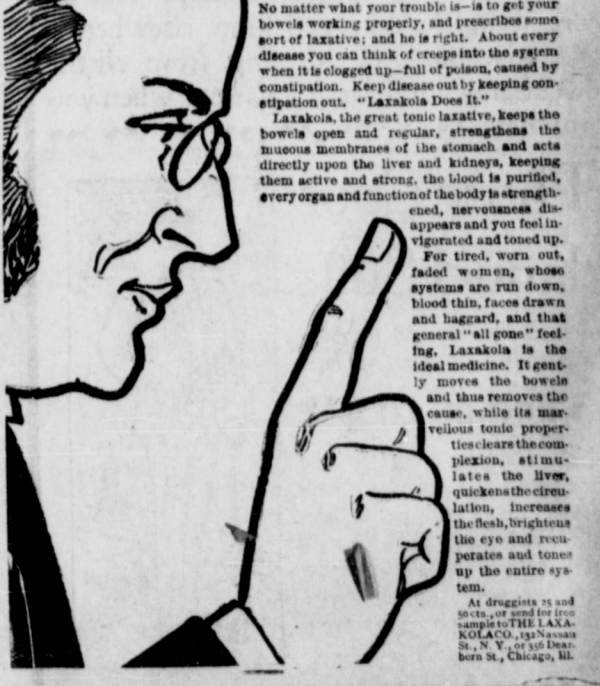 No matter what your trouble is—is to get your
bowels working properly, and prescribes some
sort of laxative; and he is right. About every
disease you can think of creeps into the system
when it is clogged up—full of poison, caused by
constipation. Keep disease out by keeping con-
stipation out. "Laxakola Does It."
Laxakola, the great tonic laxative, keeps the
bowels open and regular, strengthens the
mucous membranes of the stomach and acts
directly upon the liver and kidneys, keeping
them active and strong, the blood is purified,
every organ and function of the body is strength-
ened, nervousness dis-
appears and you feel in-
vigorated and toned up.
For tired, worn out,
faded women, whose
systems are run down,
blood thin, faces drawn
and haggard, and that
general "all gone" feel-
ing, Laxakola is the
ideal medicine. It gent-
ly moves the bowels
and thus removes the
cause, while its mar-
vellous tonic proper-
ties clears the com-
plexion, stimu-
lates the liver,
quickens the circu-
lation, increases
the flesh, brightens
the eye and recu-
perates and tones
up the entire sys-
tem.
At druggists 25 and
50 cts., or send for free
sample to THE LAXA-
KOLA CO., 132 Nassau
St., N. Y., or 356 Dear-
born St., Chicago, Ill.